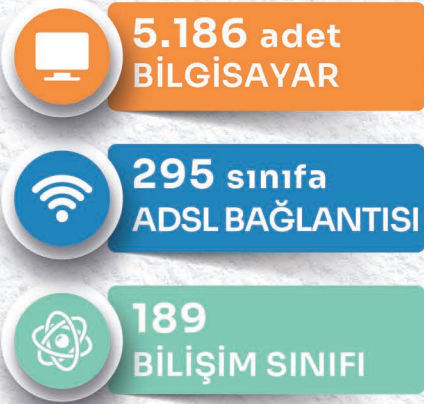 5.186 adet
BİLGİSAYAR
295 sınıfa
ADSL BAĞLANTISI
189
BİLİŞİM SINIFI